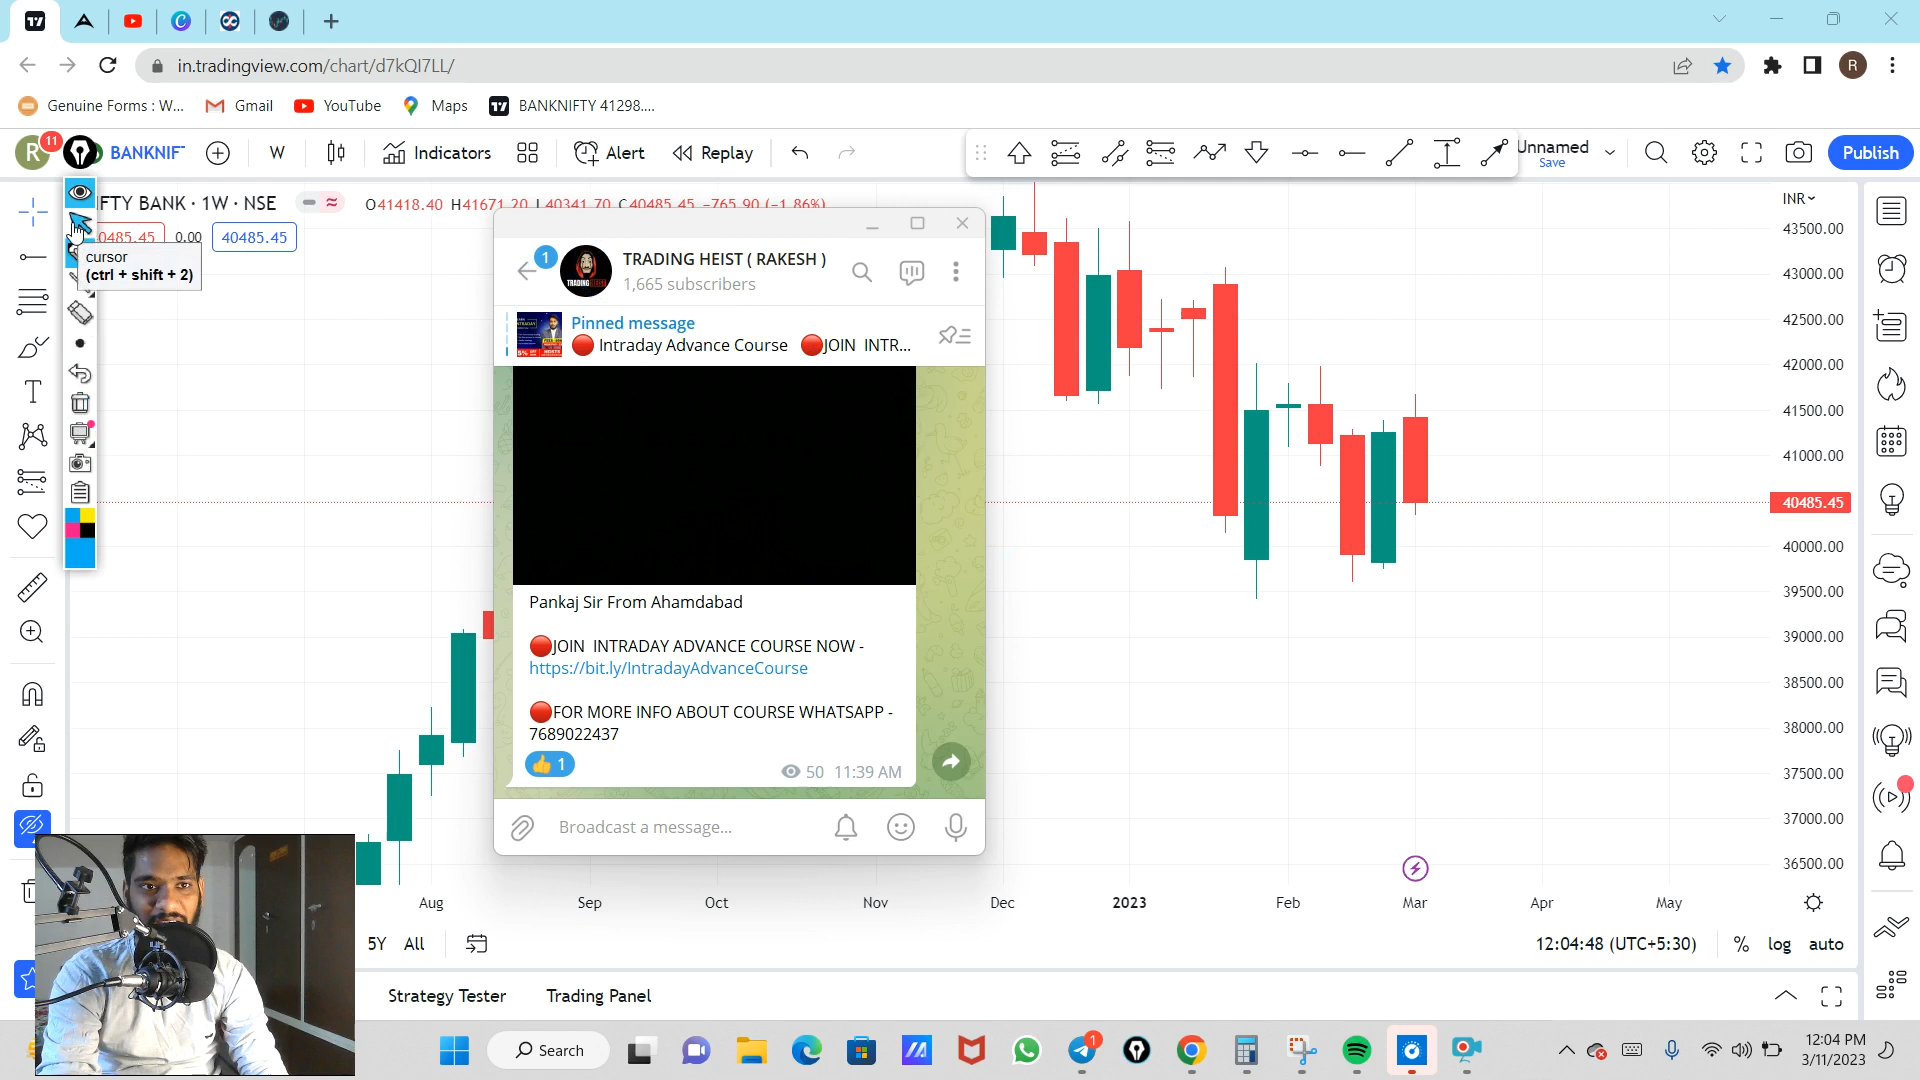 in.tradingview.com/chart/d7kQI7LL/
R
Genuine Forms : W...
Gmail
YouTube
Maps
BANKNIFTY 41298....
R
11
BANKNIF
W
Indicators
Alert
Replay
Unnamed
Save
Publish
FTY BANK · 1W · NSE
O41418.40 H41671.20 L40341.70 C40485.45 -765.90 (-1.86%)
0485.45
0.00
40485.45
cursor
(ctrl + shift + 2)
1
TRADING HEIST ( RAKESH )
1,665 subscribers
Pinned message
🔴 Intraday Advance Course 🔴JOIN INTR...
Pankaj Sir From Ahamdabad
🔴JOIN INTRADAY ADVANCE COURSE NOW -
https://bit.ly/IntradayAdvanceCourse
🔴FOR MORE INFO ABOUT COURSE WHATSAPP -
7689022437
👍 1
50 11:39 AM
Broadcast a message...
INR
43500.00
43000.00
42500.00
42000.00
41500.00
41000.00
40485.45
40000.00
39500.00
39000.00
38500.00
38000.00
37500.00
37000.00
36500.00
Aug
Sep
Oct
Nov
Dec
2023
Feb
Mar
Apr
May
5Y
All
12:04:48 (UTC+5:30)
%
log
auto
Strategy Tester
Trading Panel
Search
1
12:04 PM
3/11/2023